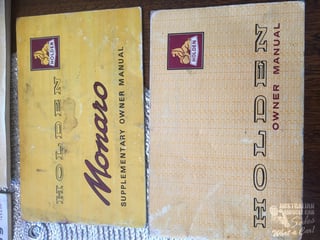 HOLDEN
HOLDEN
Monaro
SUPPLEMENTARY OWNER MANUAL
HOLDEN
HOLDEN
OWNER MANUAL
AUSTRALIAN
What a Car!